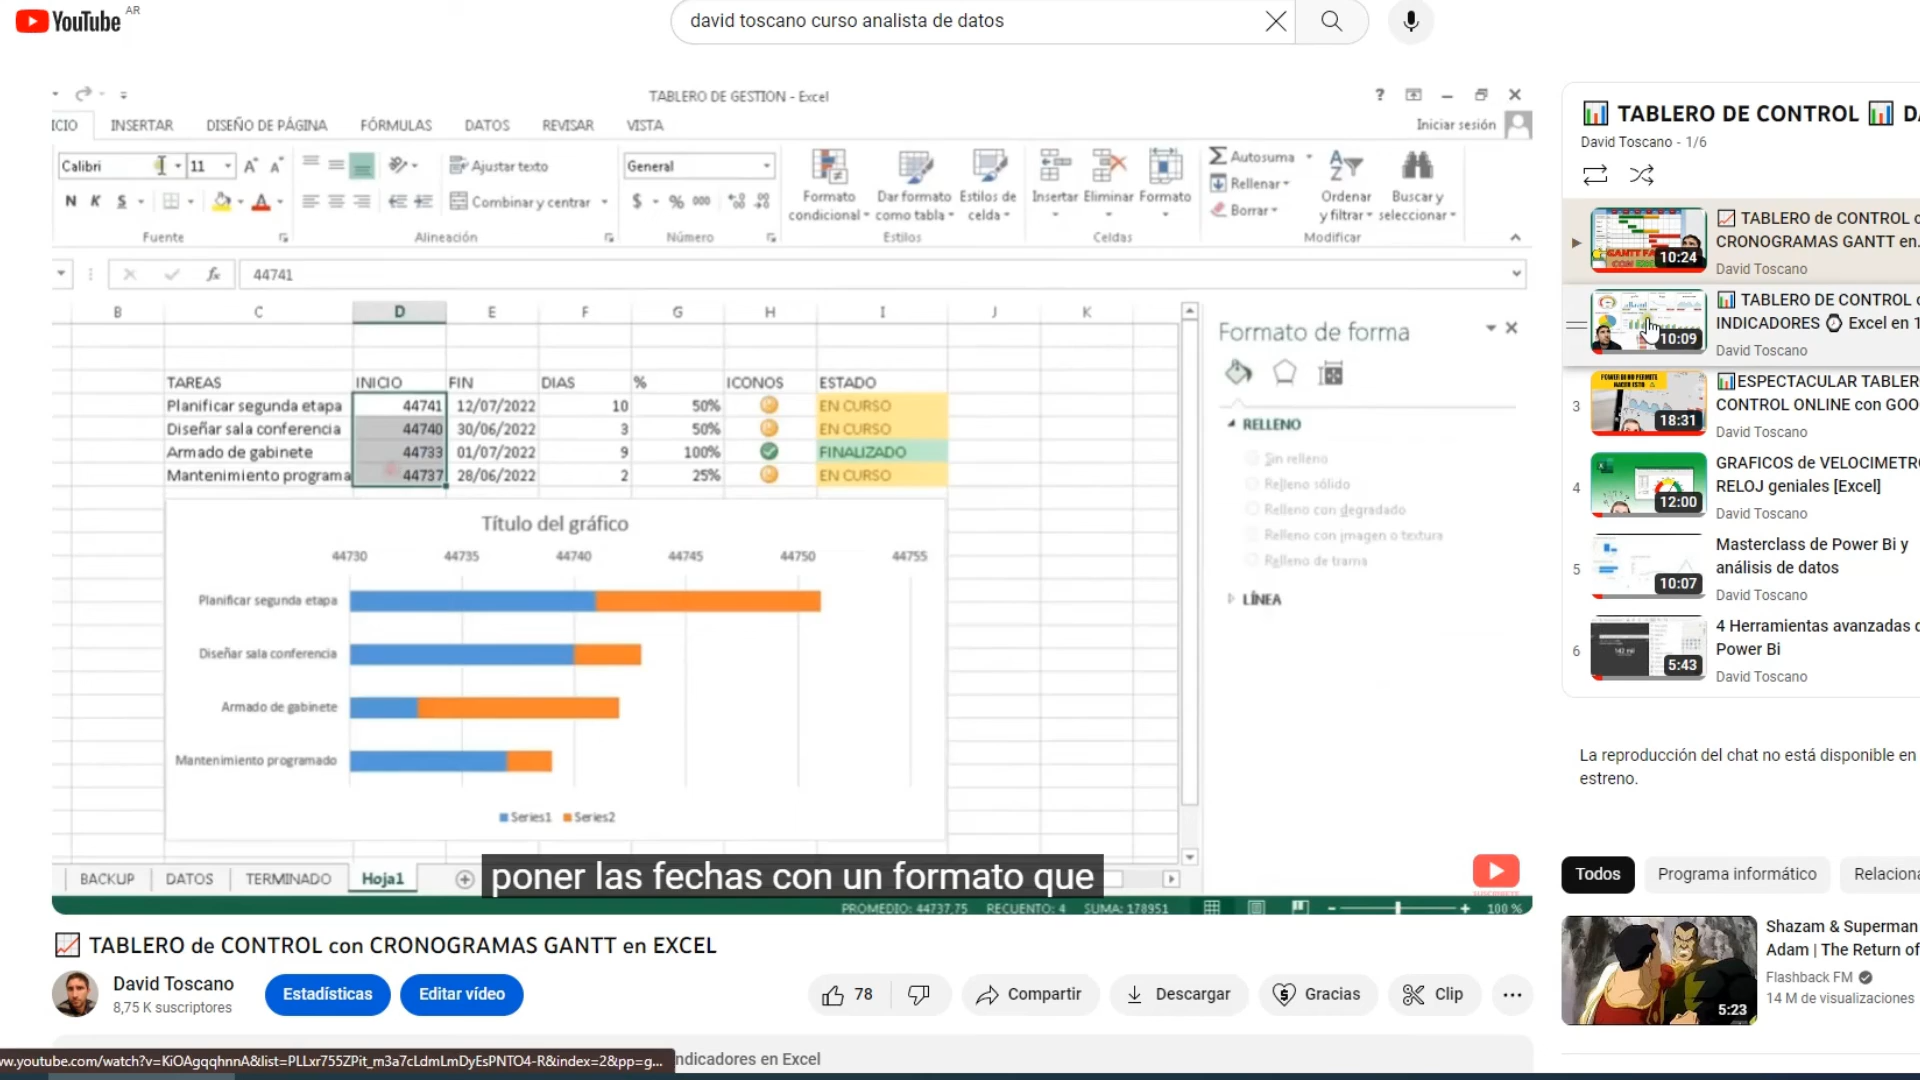 YouTube AR
david toscano curso analista de datos
TABLERO DE GESTION - Excel
ICIO INSERTAR DISEÑO DE PÁGINA FÓRMULAS DATOS REVISAR VISTA
Iniciar sesión
Calibri 11
N K S
Fuente
Ajustar texto
Combinar y centrar
Alineación
General
$ % 000
Número
Formato condicional
Dar formato como tabla
Estilos de celda
Estilos
Insertar Eliminar Formato
Celdas
Autosuma
Rellenar
Borrar
Ordenar y filtrar
Buscar y seleccionar
Modificar
fx 44741
B C D E F G H I J K
TAREAS INICIO FIN DIAS % ICONOS ESTADO
Planificar segunda etapa 44741 12/07/2022 10 50% EN CURSO
Diseñar sala conferencia 44740 30/06/2022 3 50% EN CURSO
Armado de gabinete 44733 01/07/2022 9 100% FINALIZADO
Mantenimiento programa 44737 28/06/2022 2 25% EN CURSO
Título del gráfico
44730 44735 44740 44745 44750 44755
Planificar segunda etapa
Diseñar sala conferencia
Armado de gabinete
Mantenimiento programado
Series1 Series2
Formato de forma
RELLENO
Sin relleno
Relleno sólido
Relleno con degradado
Relleno con imagen o textura
Relleno de trama
LÍNEA
BACKUP DATOS TERMINADO Hoja1
poner las fechas con un formato que
PROMEDIO: 44737,75 RECUENTO: 4 SUMA: 178951 100 %
TABLERO de CONTROL con CRONOGRAMAS GANTT en EXCEL
David Toscano
8,75 K suscriptores
Estadísticas
Editar vídeo
78
Compartir
Descargar
Gracias
Clip
ww.youtube.com/watch?v=KiOAgqqhnnA&list=PLLxr755ZPit_m3a7cLdmLmDyEsPNTO4-R&index=2&pp=g...
ndicadores en Excel
TABLERO DE CONTROL DA
David Toscano - 1/6
TABLERO de CONTROL c
CRONOGRAMAS GANTT en...
David Toscano
10:24
TABLERO DE CONTROL c
INDICADORES Excel en 1
David Toscano
10:09
3
ESPECTACULAR TABLER
CONTROL ONLINE con GOO
David Toscano
18:31
4
GRAFICOS de VELOCIMETRO
RELOJ geniales [Excel]
David Toscano
12:00
5
Masterclass de Power Bi y
análisis de datos
David Toscano
10:07
6
4 Herramientas avanzadas d
Power Bi
David Toscano
5:43
La reproducción del chat no está disponible en
estreno.
Todos Programa informático Relaciona
Shazam & Superman
Adam | The Return of
Flashback FM
14 M de visualizaciones
5:23